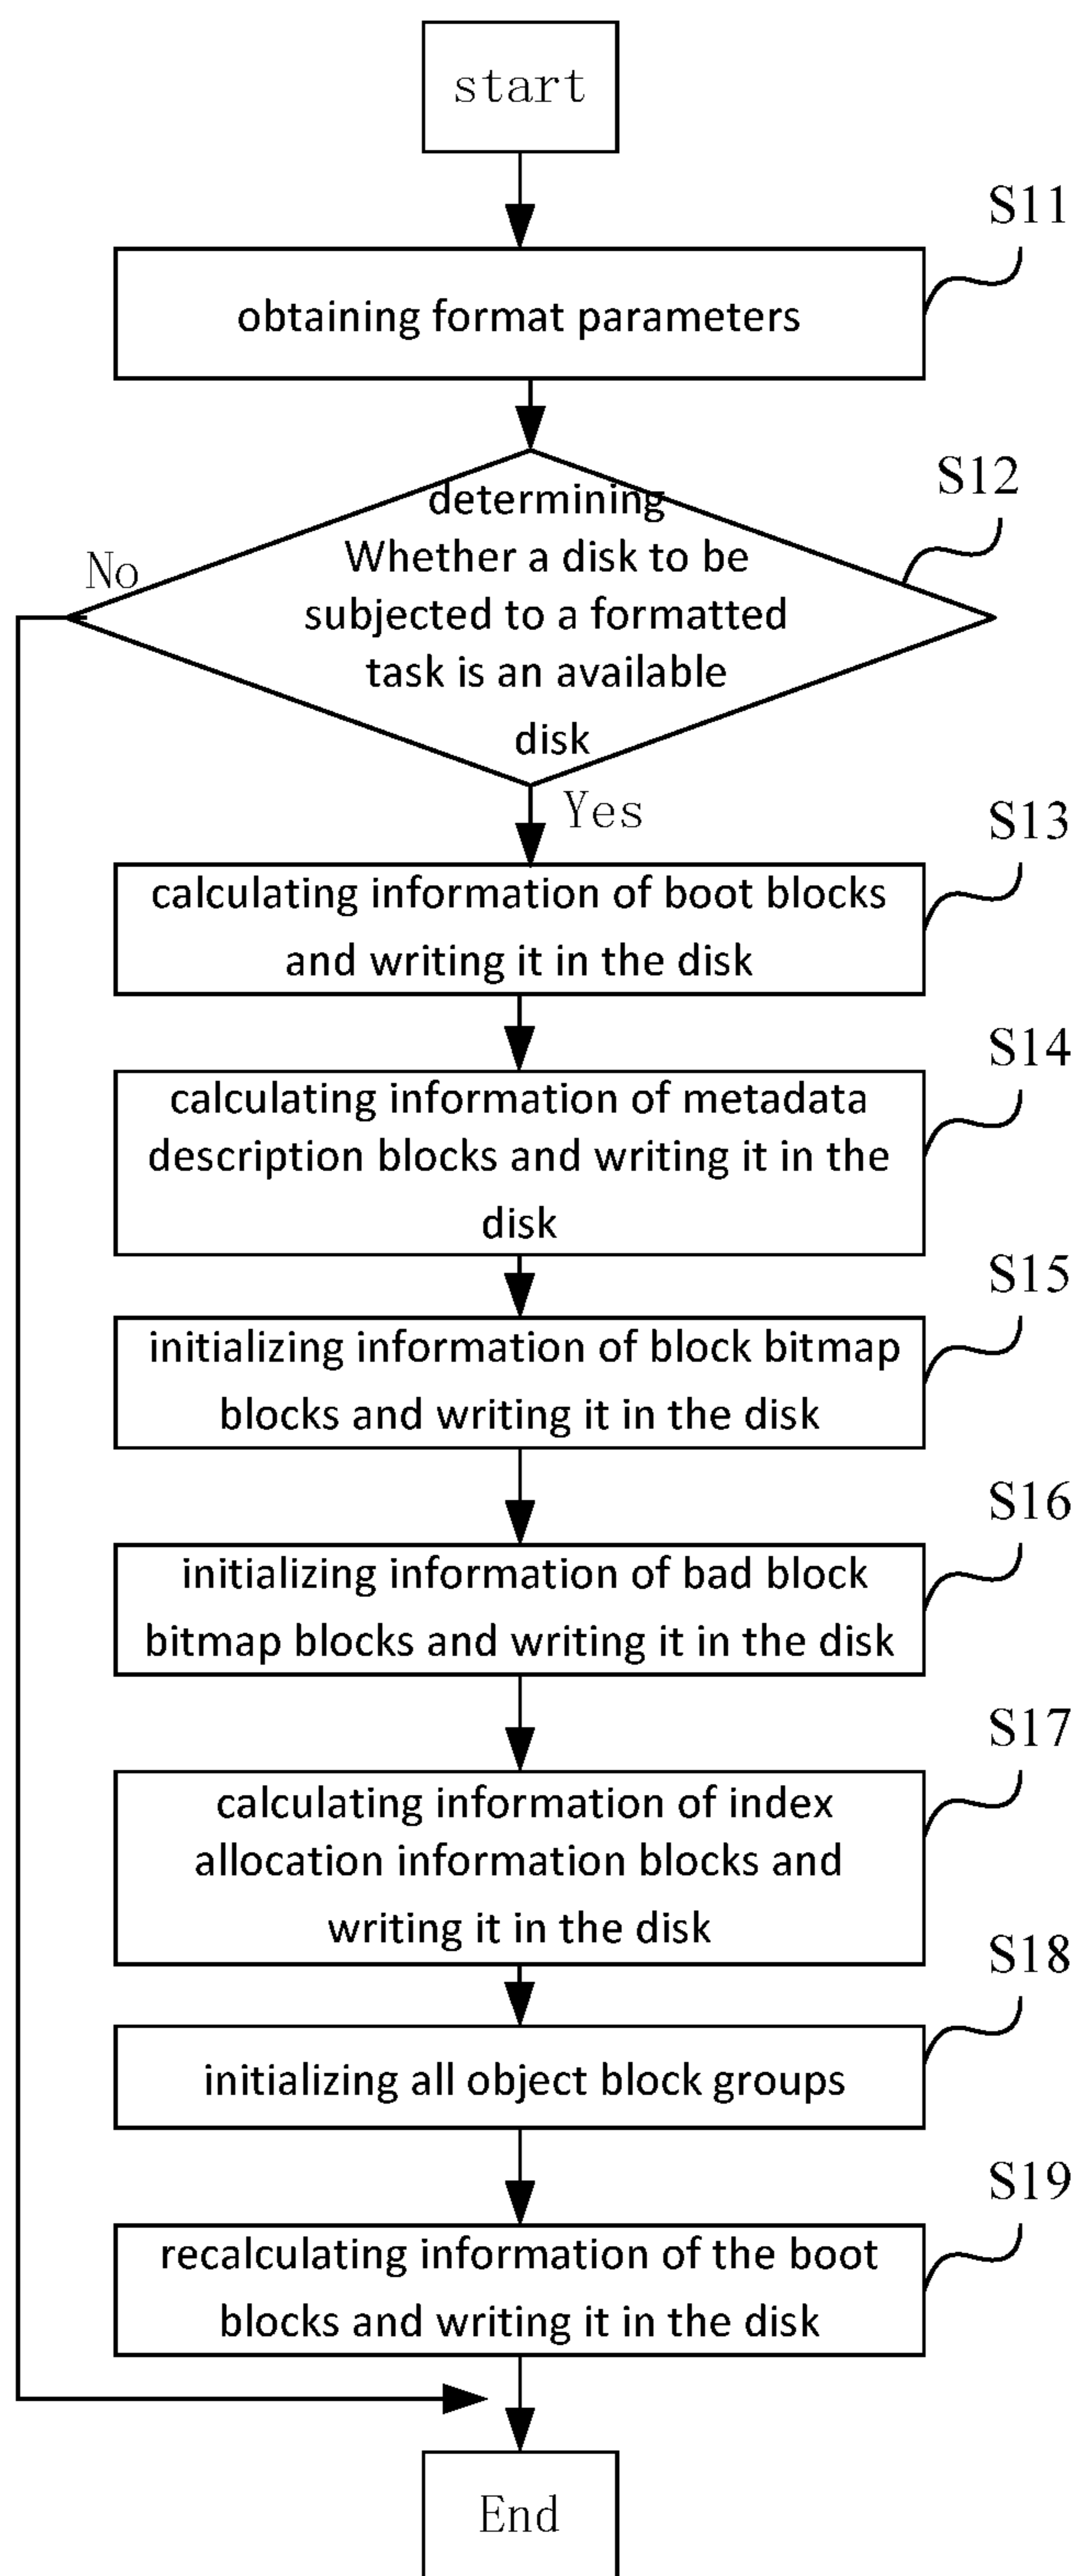 start
S11
obtaining format parameters
S12
determining
Whether a disk to be
No
subjected to a formatted
task is an available
disk
Yes
S13
calculating information of boot blocks
and writing it in the disk
S14
calculating information of metadata
description blocks and writing it in the
disk
S15
initializing information of block bitmap
blocks and writing it in the disk
S16
initializing information of bad block
bitmap blocks and writing it in the disk
S17
calculating information of index
allocation information blocks and
writing it in the disk
S18
initializing all object block groups
S19
recalculating information of the boot
blocks and writing it in the disk
End